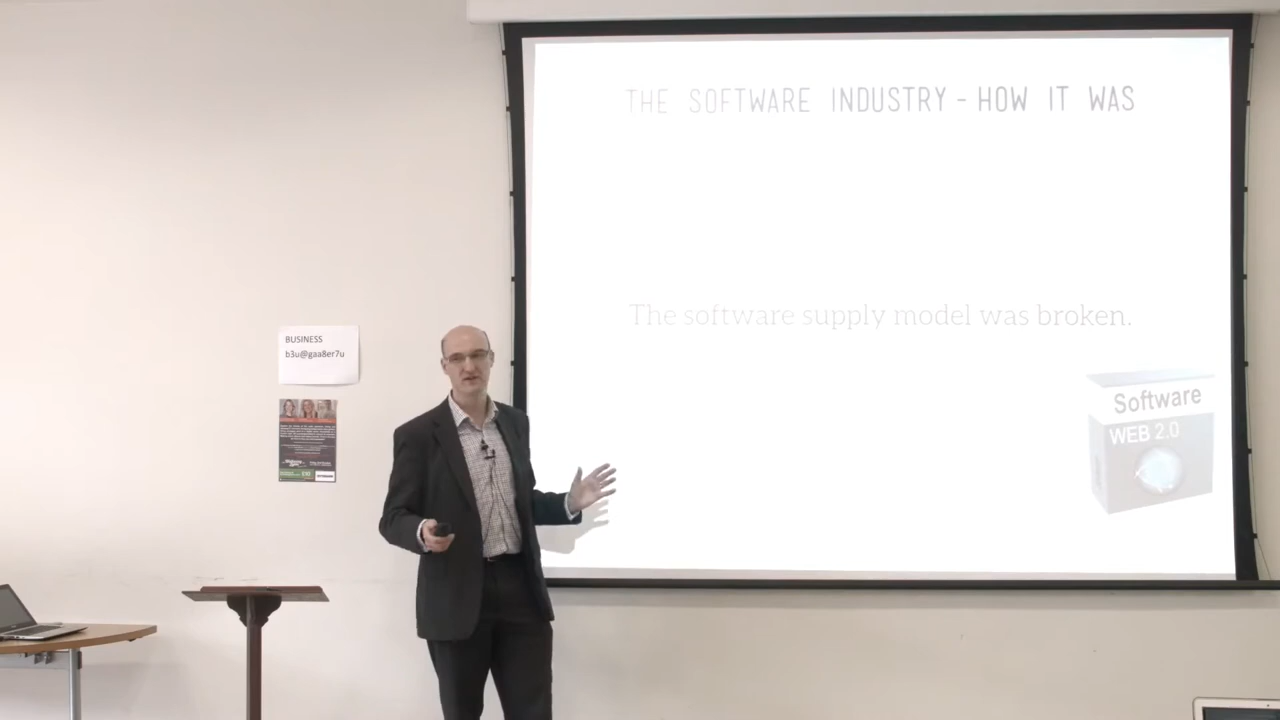 THE SOFTWARE INDUSTRY - HOW IT WAS
The software supply model was broken.
Software
WEB 2.0
BUSINESS
b3u@gaa8er7u